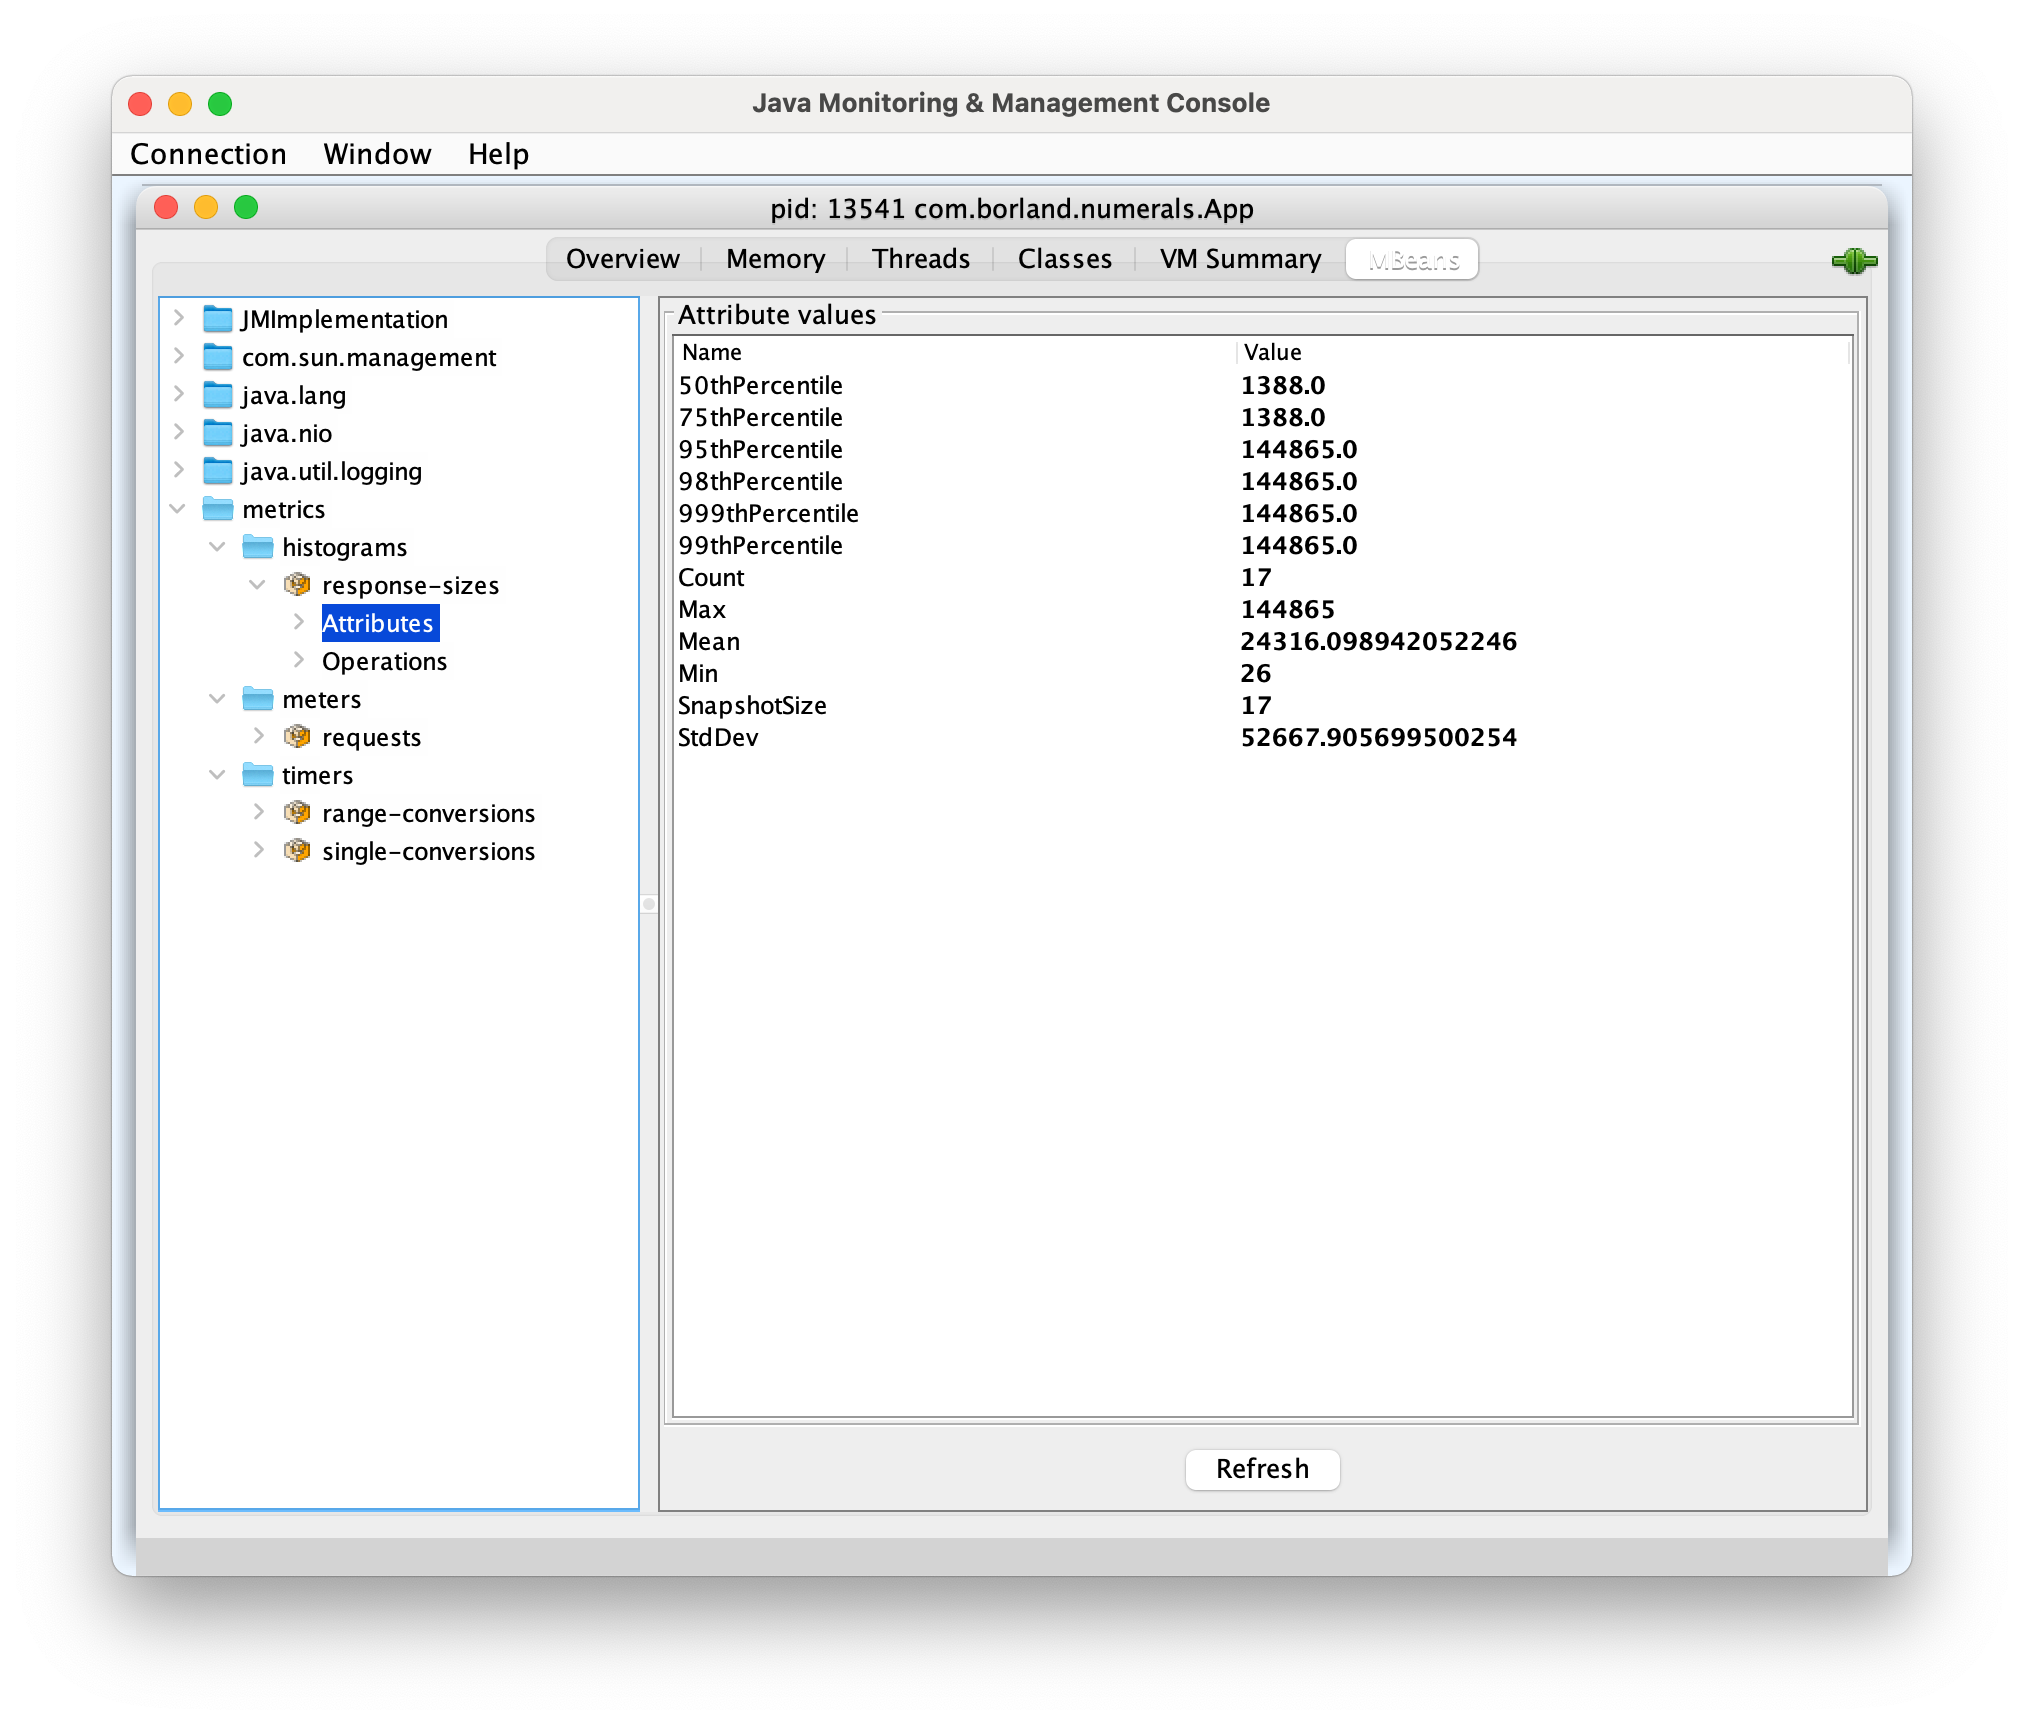 Java Monitoring & Management Console
Connection Window Help
pid: 13541 com.borland.numerals.App
Overview Memory Threads Classes VM Summary MBeans
JMImplementation
com.sun.management
java.lang
java.nio
java.util.logging
metrics
histograms
response-sizes
Attributes
Operations
meters
requests
timers
range-conversions
single-conversions
Attribute values
Name Value
50thPercentile 1388.0
75thPercentile 1388.0
95thPercentile 144865.0
98thPercentile 144865.0
999thPercentile 144865.0
99thPercentile 144865.0
Count 17
Max 144865
Mean 24316.098942052246
Min 26
SnapshotSize 17
StdDev 52667.905699500254
Refresh